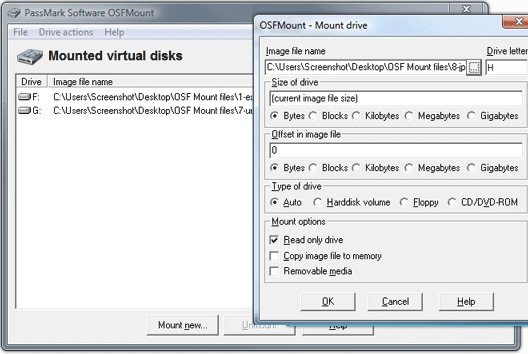 PassMark Software OSFMount
File Drive actions Help
Mounted virtual disks
Drive Image file name
F: C:\Users\Screenshot\Desktop\OSF Mount files\1-ex
G: C:\Users\Screenshot\Desktop\OSF Mount files\7-u
Mount new... Unmount Help
OSFMount - Mount drive
Image file name Drive letter
C:\Users\Screenshot\Desktop\OSF Mount files\8-jp ... H
Size of drive
(current image file size)
Bytes Blocks Kilobytes Megabytes Gigabytes
Offset in image file
0
Bytes Blocks Kilobytes Megabytes Gigabytes
Type of drive
Auto Harddisk volume Floppy CD/DVD-ROM
Mount options
Read only drive
Copy image file to memory
Removable media
OK Cancel Help